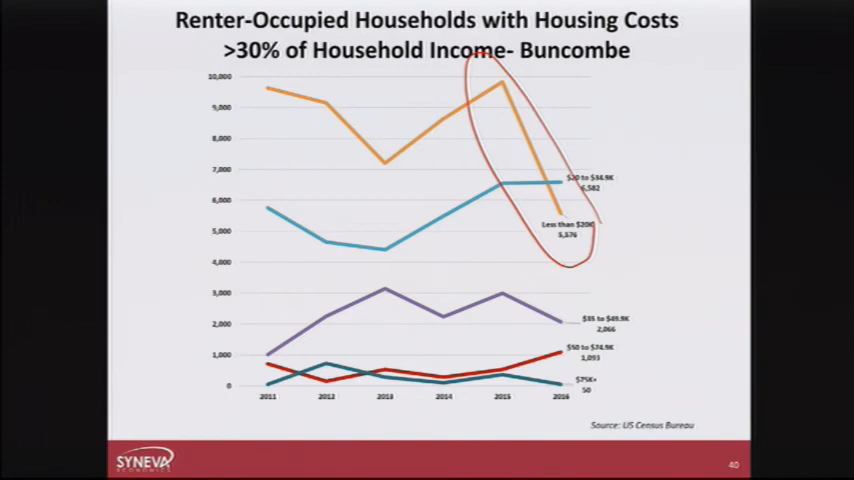 Renter-Occupied Households with Housing Costs
>30% of Household Income- Buncombe
10,000
9,000
8,000
7,000
6,000
5,000
4,000
3,000
2,000
1,000
0
2011
2012
2013
2014
2015
2016
$20 to $34.9K
6,582
Less than $20K
5,576
$35 to $49.9K
2,066
$50 to $74.9K
1,093
$75K+
50
Source: US Census Bureau
SYNEVA
ECONOMICS
40